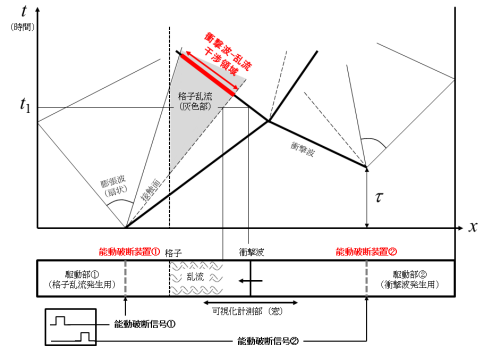 t
(時間)
衝撃波-乱流
干渉領域
t1
格子乱流
(灰色部)
衝撃波
膨張波
(扇状)
接触面
τ
x
能動破断装置①
格子
衝撃波
能動破断装置②
駆動部①
(格子乱流発生用)
乱流
駆動部②
(衝撃波発生用)
可視化計測部（窓）
能動破断信号①
能動破断信号②